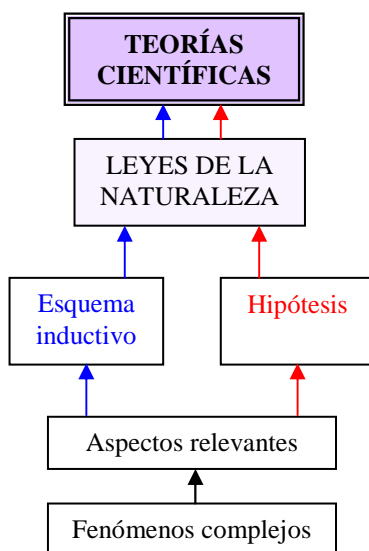 TEORÍAS
CIENTÍFICAS
LEYES DE LA
NATURALEZA
Esquema
inductivo
Hipótesis
Aspectos relevantes
Fenómenos complejos